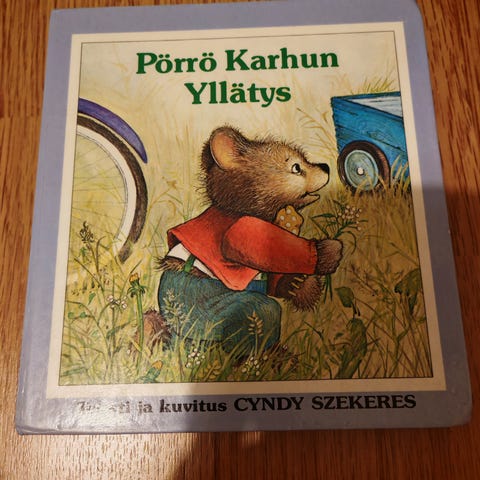 Pörrö Karhun
Yllätys
ja kuvitus CYNDY SZEKERES